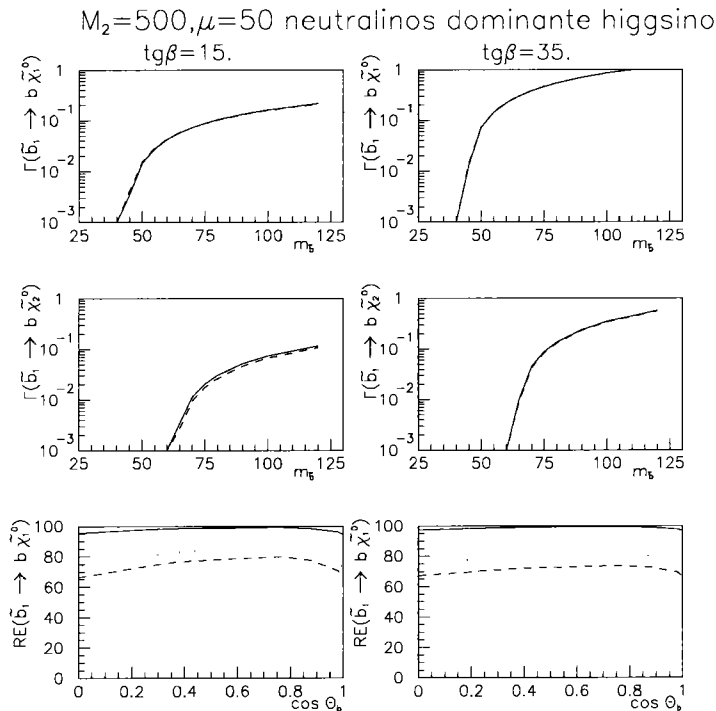 M₂=500,μ=50 neutralinos dominante higgsino
tgβ=15.
tgβ=35.
Γ(b̃₁ → b χ̃₁⁰)
1
10⁻¹
10⁻²
10⁻³
25 50 75 100 125
m_b̃
Γ(b̃₁ → b χ̃₁⁰)
1
10⁻¹
10⁻²
10⁻³
25 50 75 100 125
m_b̃
Γ(b̃₁ → b χ̃₂⁰)
1
10⁻¹
10⁻²
10⁻³
25 50 75 100 125
m_b̃
Γ(b̃₁ → b χ̃₂⁰)
1
10⁻¹
10⁻²
10⁻³
25 50 75 100 125
m_b̃
RE(b̃₁ → b χ̃₁⁰)
100
80
60
40
20
0
0 0.2 0.4 0.6 0.8 1
cos Θ_b
RE(b̃₁ → b χ̃₁⁰)
100
80
60
40
20
0
0 0.2 0.4 0.6 0.8 1
cos Θ_b